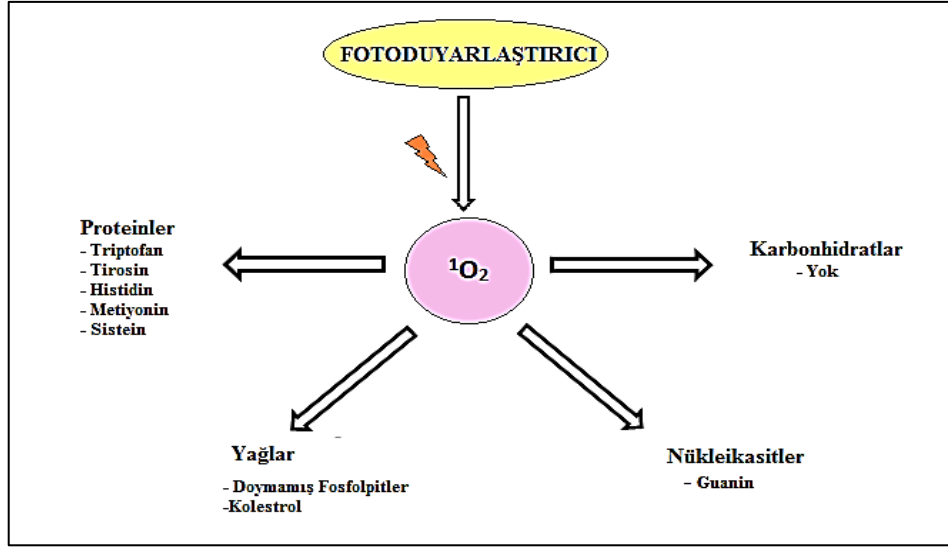 FOTODUYARLAŞTIRICI
¹O₂
Proteinler
- Triptofan
- Tirosin
- Histidin
- Metiyonin
- Sistein
Karbonhidratlar
- Yok
Yağlar
- Doymamış Fosfolpitler
-Kolestrol
Nükleikasitler
- Guanin